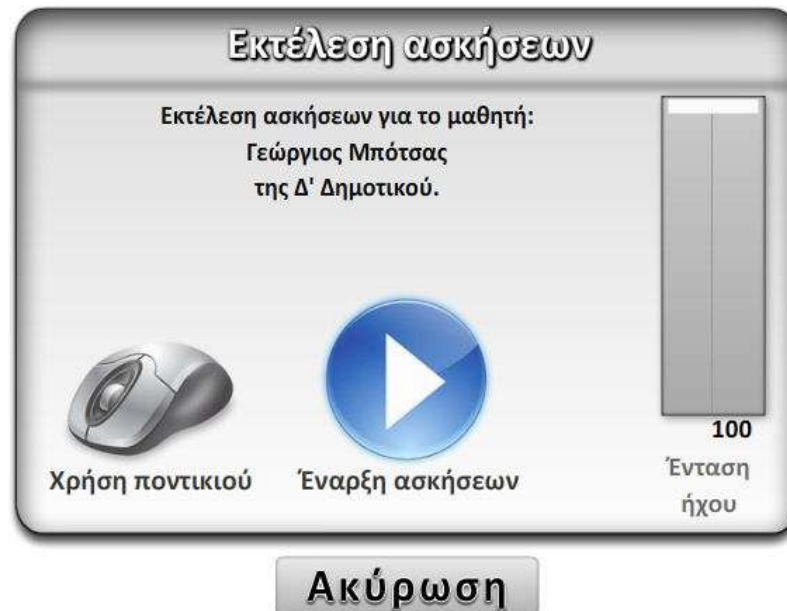 Εκτέλεση ασκήσεων
Εκτέλεση ασκήσεων για το μαθητή:
Γεώργιος Μπότσας
της Δ' Δημοτικού.
100
Ένταση
ήχου
Χρήση ποντικιού
Έναρξη ασκήσεων
Ακύρωση